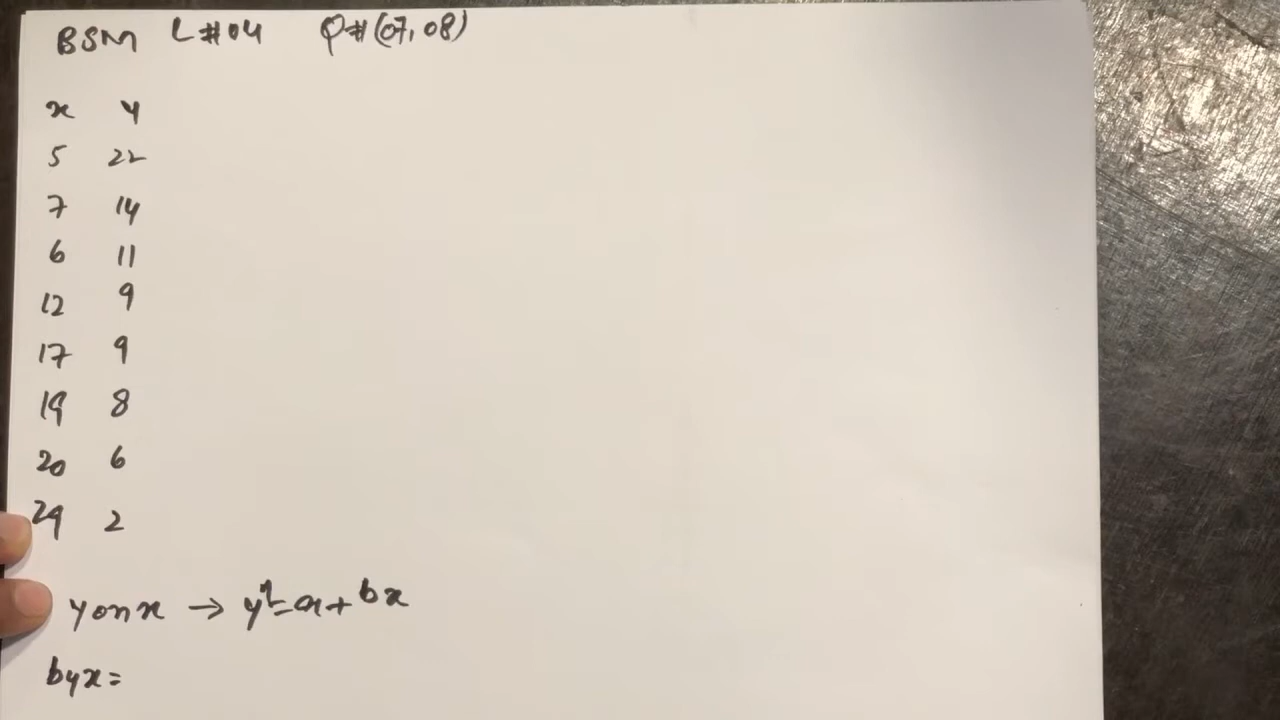 BSM L#04 Q#(07,08)
x y
5 22
7 14
6 11
12 9
17 9
19 8
20 6
29 2
y on x → ŷ=a+bx
byx=